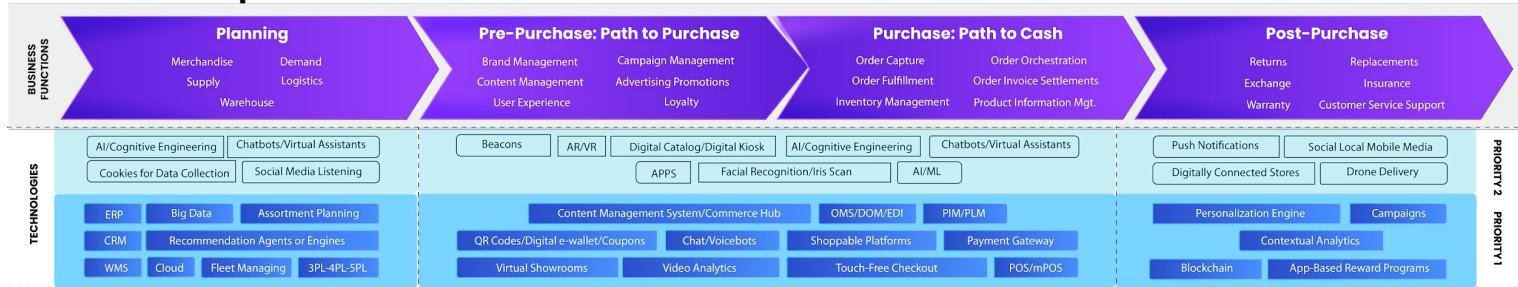 BUSINESS
FUNCTIONS
Planning
Merchandise Demand
Supply Logistics
Warehouse
Pre-Purchase: Path to Purchase
Brand Management Campaign Management
Content Management Advertising Promotions
User Experience Loyalty
Purchase: Path to Cash
Order Capture Order Orchestration
Order Fulfillment Order Invoice Settlements
Inventory Management Product Information Mgt.
Post-Purchase
Returns Replacements
Exchange Insurance
Warranty Customer Service Support
TECHNOLOGIES
AI/Cognitive Engineering Chatbots/Virtual Assistants
Cookies for Data Collection Social Media Listening
Beacons AR/VR Digital Catalog/Digital Kiosk AI/Cognitive Engineering Chatbots/Virtual Assistants
APPS Facial Recognition/Iris Scan AI/ML
Push Notifications Social Local Mobile Media
Digitally Connected Stores Drone Delivery
PRIORITY 2
ERP Big Data Assortment Planning
CRM Recommendation Agents or Engines
WMS Cloud Fleet Managing 3PL-4PL-5PL
Content Management System/Commerce Hub OMS/DOM/EDI PIM/PLM
QR Codes/Digital e-wallet/Coupons Chat/Voicebots Shoppable Platforms Payment Gateway
Virtual Showrooms Video Analytics Touch-Free Checkout POS/mPOS
Personalization Engine Campaigns
Contextual Analytics
Blockchain App-Based Reward Programs
PRIORITY 1